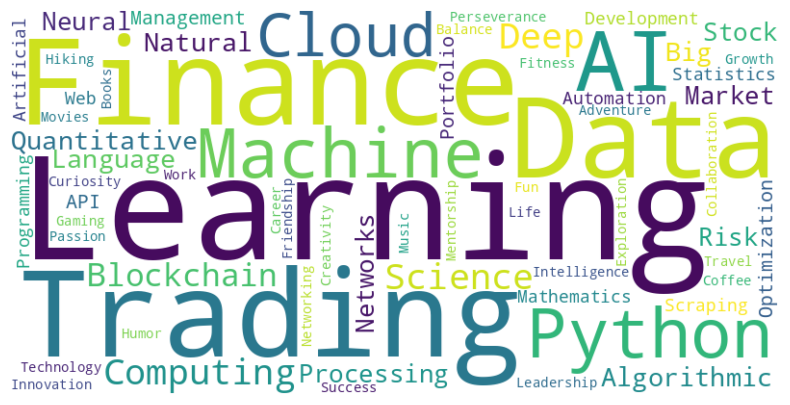 Artificial
Neural
Management
Natural
Cloud
Perseverance
Balance
Deep
Development
Stock
Hiking
Finance
Portfolio
Fitness
AI
Big
Growth
Statistics
Web
Books
Movies
Automation
Market
Adventure
Quantitative
Machine
Data
Programming
Language
Curiosity
Work
Learning
API
Gaming
Passion
Career
Friendship
Creativity
Networks
Music
Mentorship
Fun
Life
Exploration
Collaboration
Risk
Optimization
Travel
Coffee
Blockchain
Science
Intelligence
Trading
Networking
Mathematics
Scraping
Humor
Python
Technology
Innovation
Computing
Processing
Success
Leadership
Algorithmic